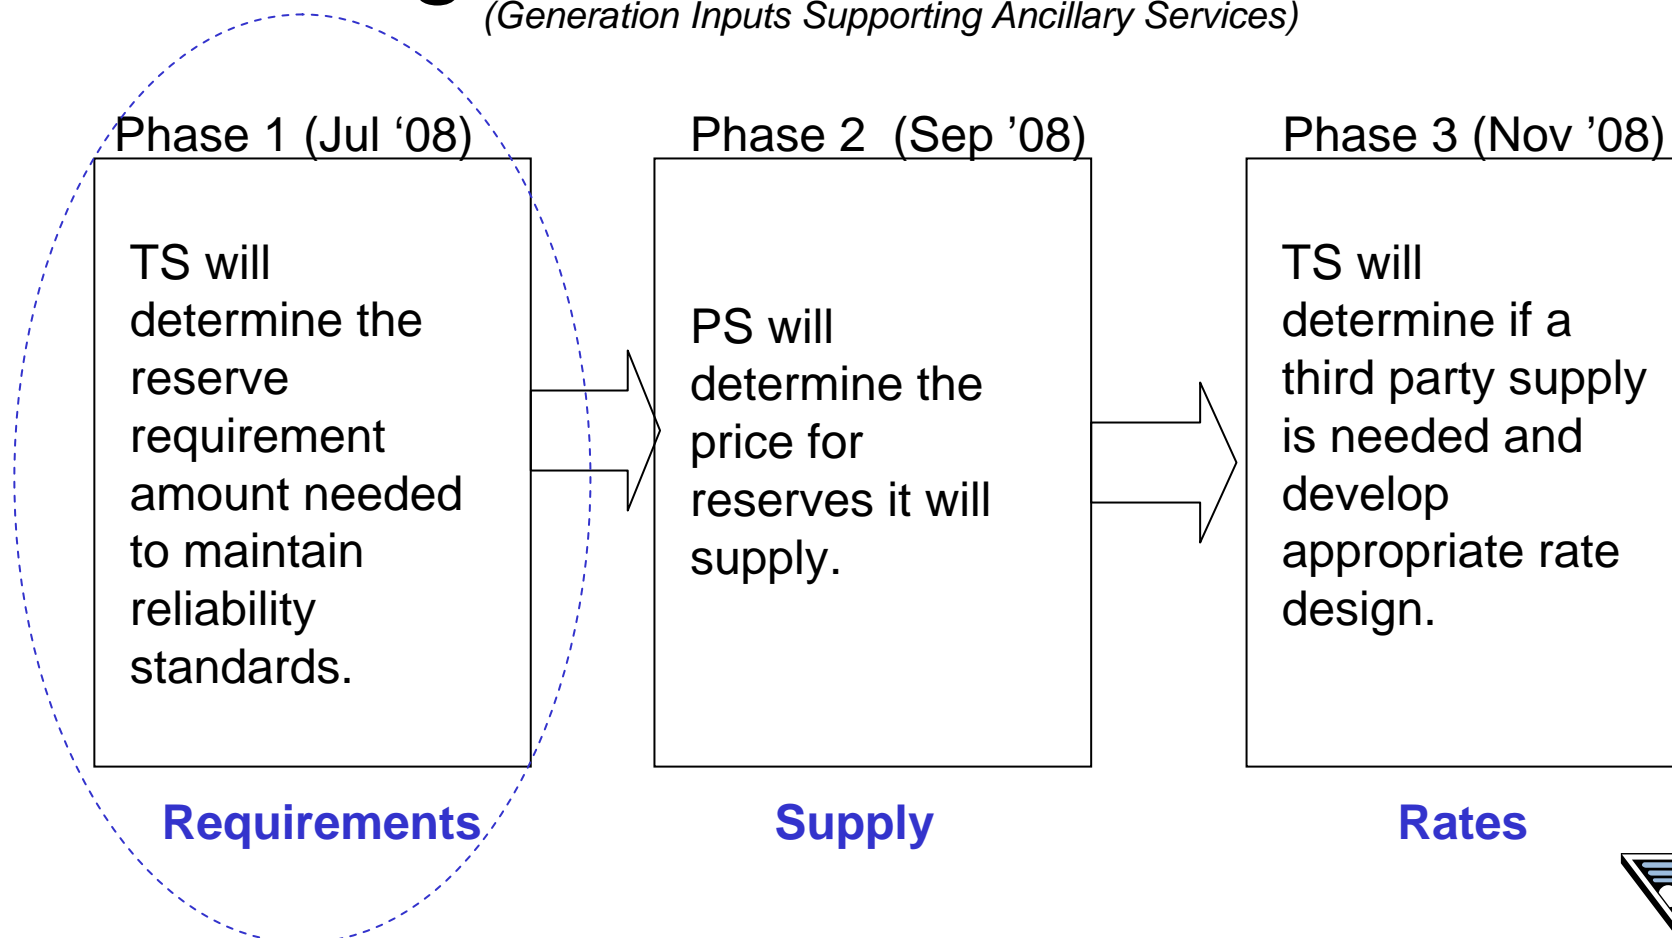 (Generation Inputs Supporting Ancillary Services)
Phase 1 (Jul ‘08)
TS will
determine the
reserve
requirement
amount needed
to maintain
reliability
standards.
Requirements
Phase 2  (Sep ’08)
PS will
determine the
price for
reserves it will
supply.
Supply
Phase 3 (Nov ’08)
TS will
determine if a
third party supply
is needed and
develop
appropriate rate
design.
Rates